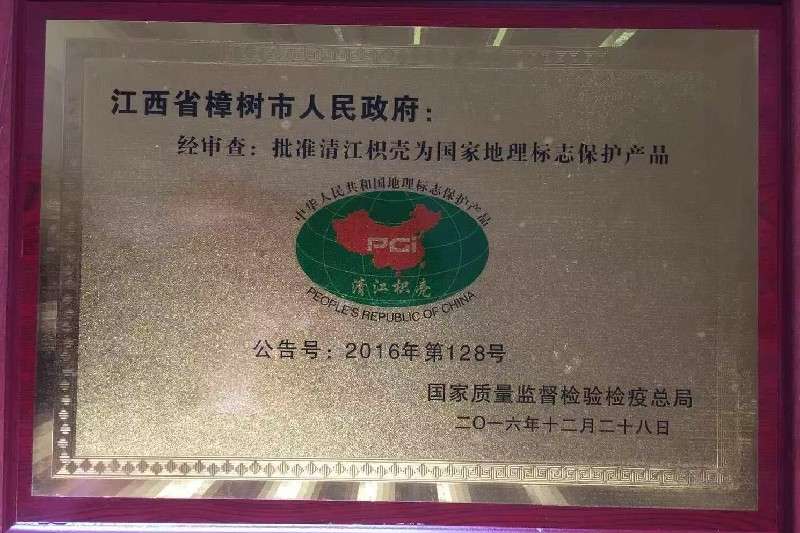 江西省樟树市人民政府：
经审查：批准清江枳壳为国家地理标志保护产品
中华人民共和国地理标志保护产品
PGi
清江枳壳
PEOPLE'S REPUBLIC OF CHINA
公告号：2016年第128号
国家质量监督检验检疫总局
二〇一六年十二月二十八日